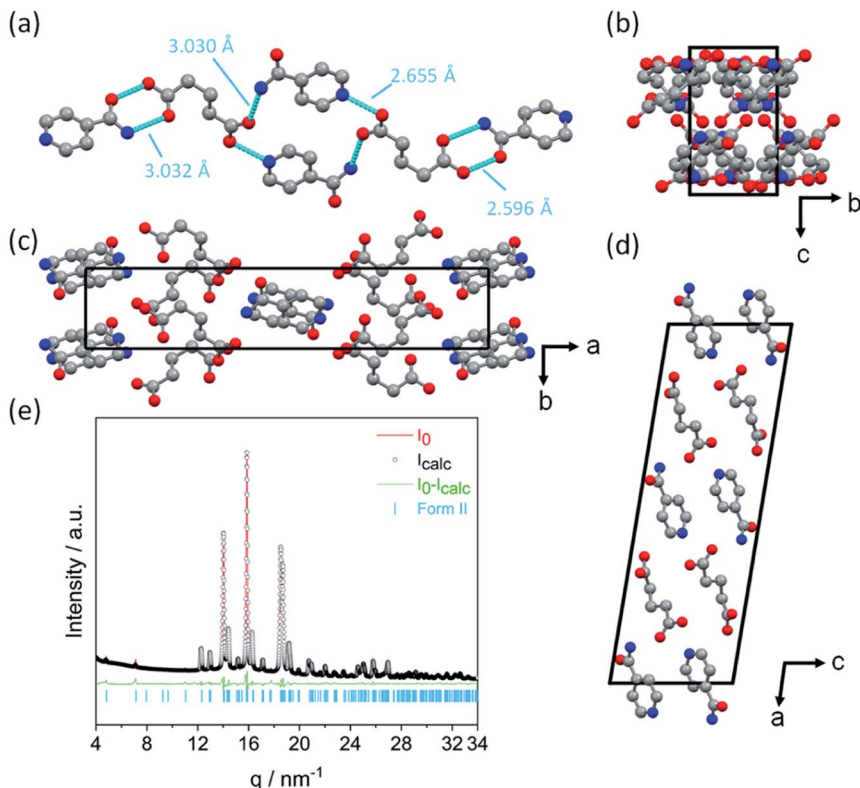 (a)
3.030 Å
2.655 Å
3.032 Å
2.596 Å
(b)
b
c
(c)
a
b
(d)
c
a
(e)
I0
Icalc
I0-Icalc
Form II
Intensity / a.u.
4 8 12 16 20 24 28 32 34
q / nm-1